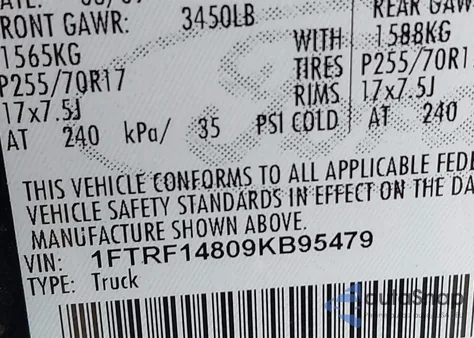 FRONT GAWR: 3450LB
REAR GAW
1565KG WITH 1588KG
P255/70R17 TIRES P255/70R1
17x7.5J RIMS 17x7.5J
AT 240 kPa/ 35 PSI COLD AT 240
THIS VEHICLE CONFORMS TO ALL APPLICABLE FEDE
VEHICLE SAFETY STANDARDS IN EFFECT ON THE DA
MANUFACTURE SHOWN ABOVE.
VIN: 1FTRF14809KB95479
TYPE: Truck
autoShop